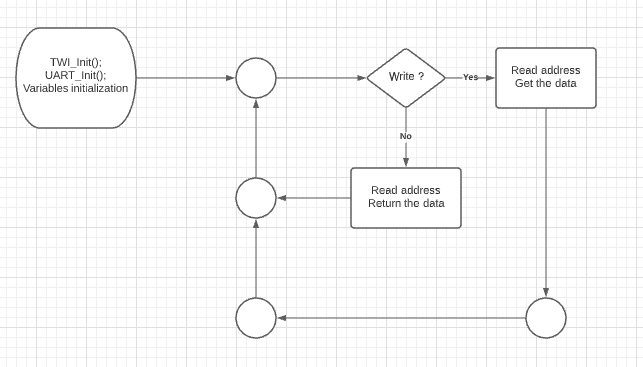 TWI_Init();
UART_Init();
Variables initialization
Write ?
Yes
Read address
Get the data
No
Read address
Return the data